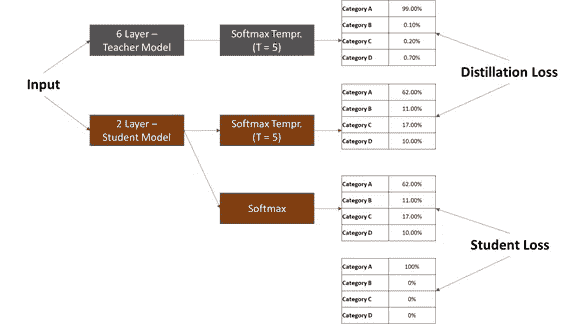 6 Layer –
Teacher Model
Softmax Tempr.
(T = 5)
Category A 99.00%
Category B 0.10%
Category C 0.20%
Category D 0.70%
Distillation Loss
Input
2 Layer –
Student Model
Softmax Tempr.
(T = 5)
Category A 62.00%
Category B 11.00%
Category C 17.00%
Category D 10.00%
Softmax
Category A 62.00%
Category B 11.00%
Category C 17.00%
Category D 10.00%
Student Loss
Category A 100%
Category B 0%
Category C 0%
Category D 0%